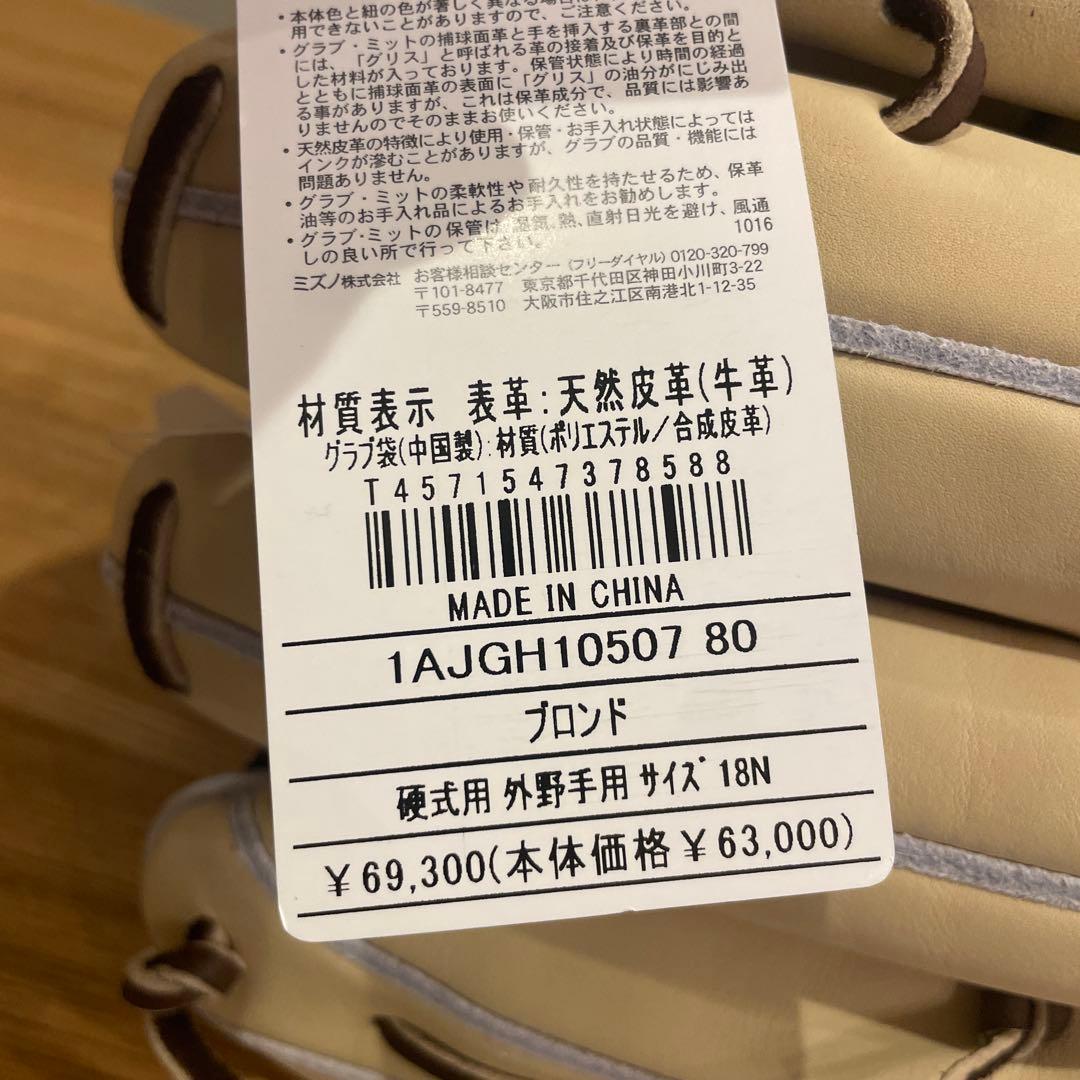 ・本体色と紐の色が著しく異なる場合は
用できないことがありますので、ご注意ください。
・グラブ・ミットの捕球面革と手を挿入する裏革部との間
には、「グリス」と呼ばれる革の接着及び保革を目的と
した材料が入っております。保管状態により時間の経過
とともに捕球面革の表面に「グリス」の油分がにじみ出
る事がありますが、これは保革成分で、品質には影響あ
りませんのでそのままお使いください。
・天然皮革の特徴により使用・保管・お手入れ状態によっては
インクが滲むことがありますが、グラブの品質・機能には
問題ありません。
・グラブ・ミットの柔軟性や耐久性を持たせるため、保革
油等のお手入れ品によるお手入れをお勧めします。
・グラブ・ミットの保管は、湿気、熱、直射日光を避け、風通
しの良い所で行って下さい。 1016
ミズノ株式会社 お客様相談センター (フリーダイヤル) 0120-320-799
〒101-8477 東京都千代田区神田小川町3-22
〒559-8510 大阪市住之江区南港北1-12-35
材質表示 表革:天然皮革(牛革)
グラブ袋(中国製):材質(ポリエステル/合成皮革)
T4571547378588
MADE IN CHINA
1AJGH10507 80
ブロンド
硬式用 外野手用 サイズ 18N
￥69,300(本体価格￥63,000)